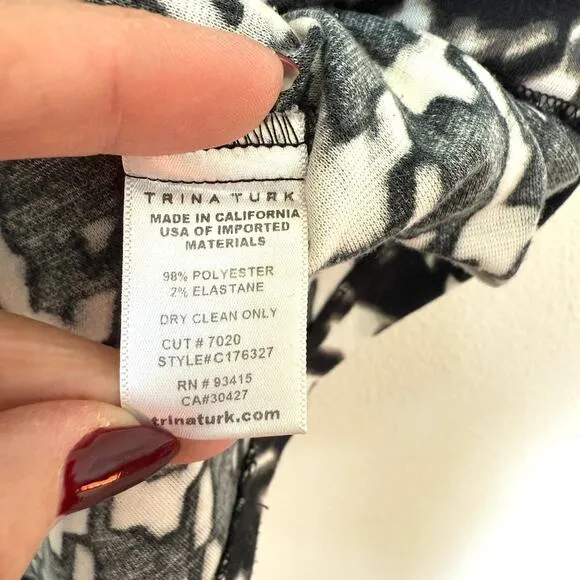 TRINA TURK
MADE IN CALIFORNIA
USA OF IMPORTED
MATERIALS
98% POLYESTER
2% ELASTANE
DRY CLEAN ONLY
CUT # 7020
STYLE#C176327
RN # 93415
CA#30427
trinaturk.com